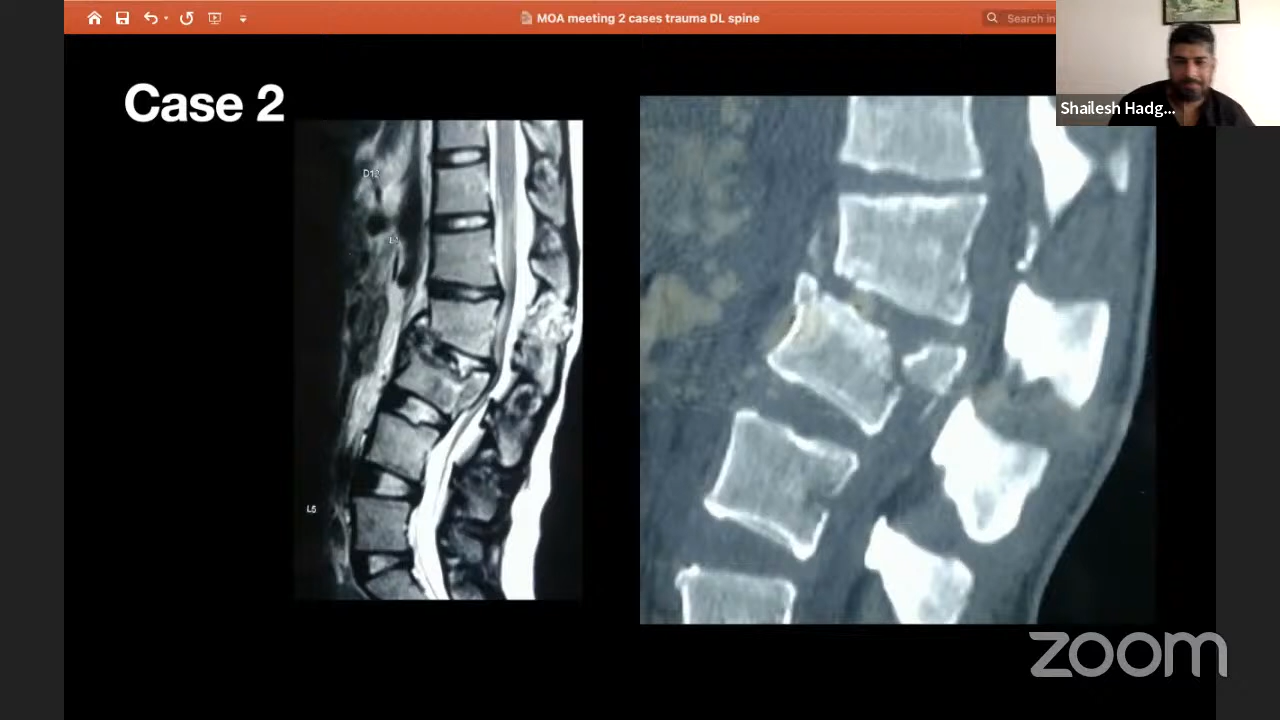 MOA meeting 2 cases trauma DL spine
Search in
Shailesh Hadg...
Case 2
D12
L5
zoom